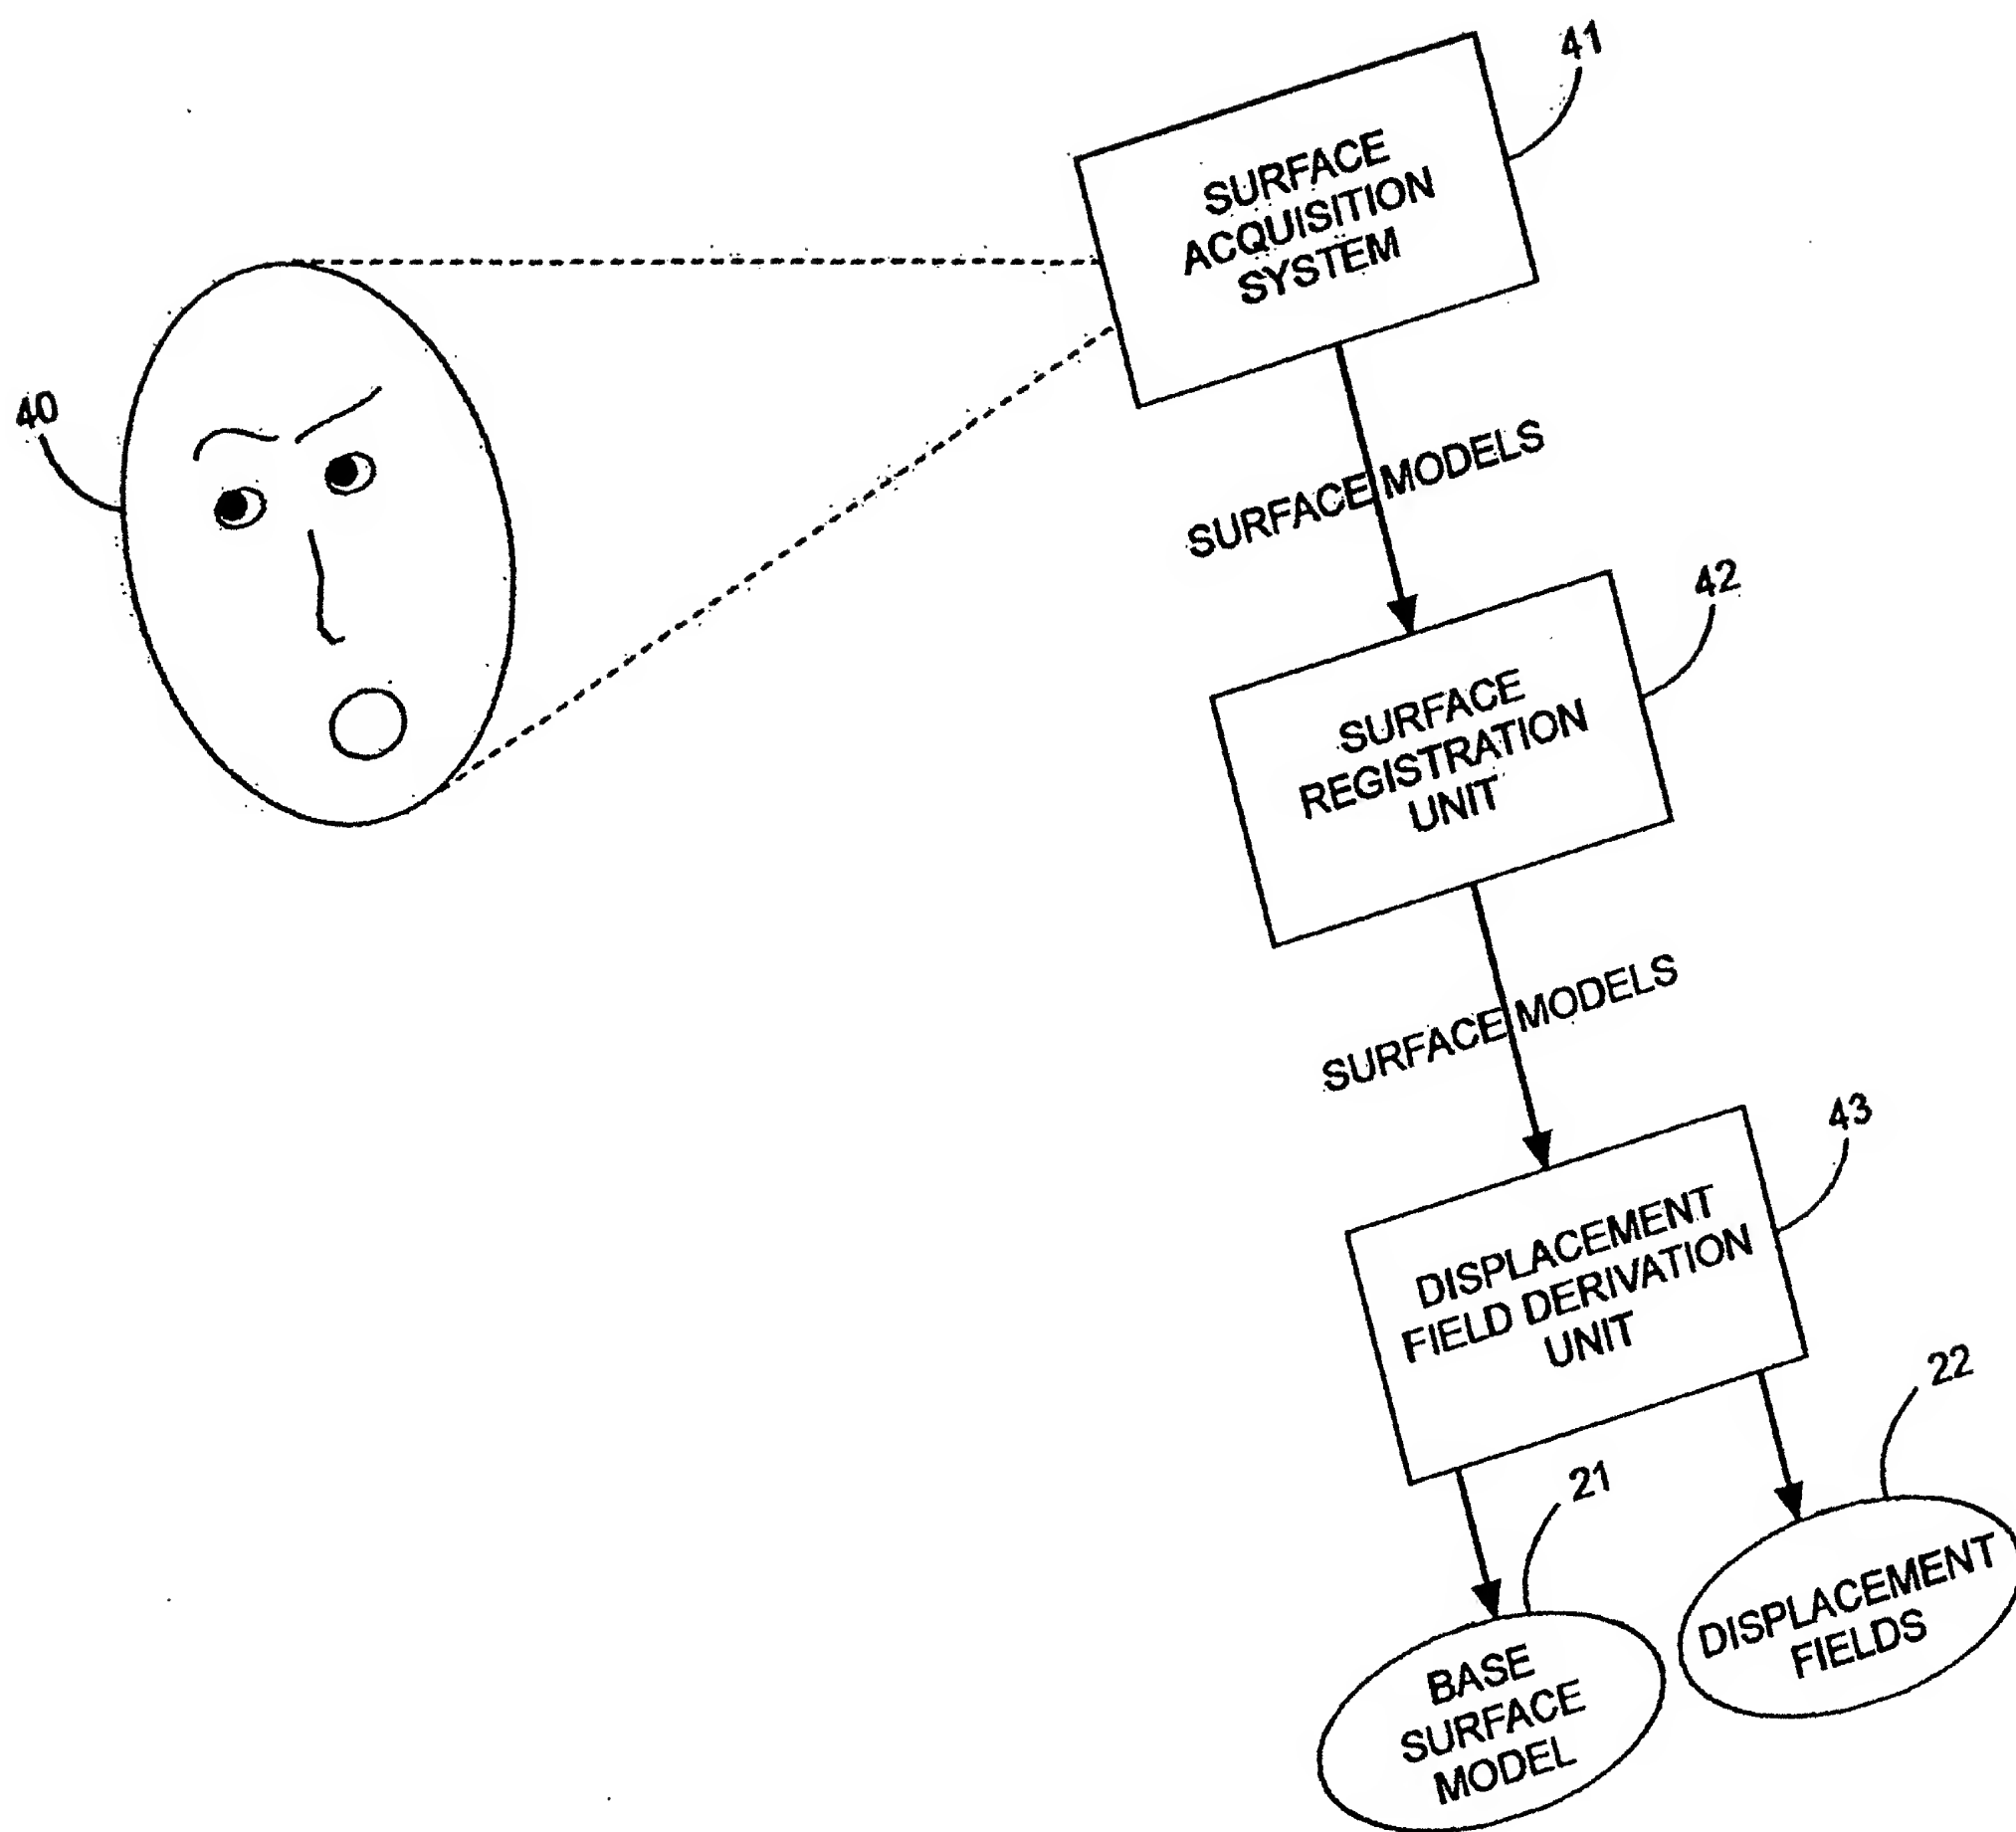 41
SURFACE
ACQUISITION
SYSTEM
40
SURFACE MODELS
42
SURFACE
REGISTRATION
UNIT
SURFACE MODELS
43
DISPLACEMENT
FIELD DERIVATION
UNIT
22
21
DISPLACEMENT
FIELDS
BASE
SURFACE
MODEL